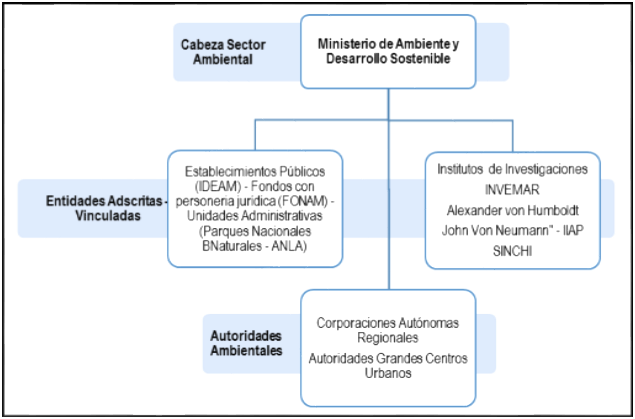 Cabeza Sector
Ambiental
Ministerio de Ambiente y
Desarrollo Sostenible
Entidades Adscritas -
Vinculadas
Establecimientos Públicos
(IDEAM) - Fondos con
personeria jurídica (FONAM) -
Unidades Administrativas
(Parques Nacionales
BNaturales - ANLA)
Institutos de Investigaciones
INVEMAR
Alexander von Humboldt
John Von Neumann" - IIAP
SINCHI
Autoridades
Ambientales
Corporaciones Autónomas
Regionales
Autoridades Grandes Centros
Urbanos